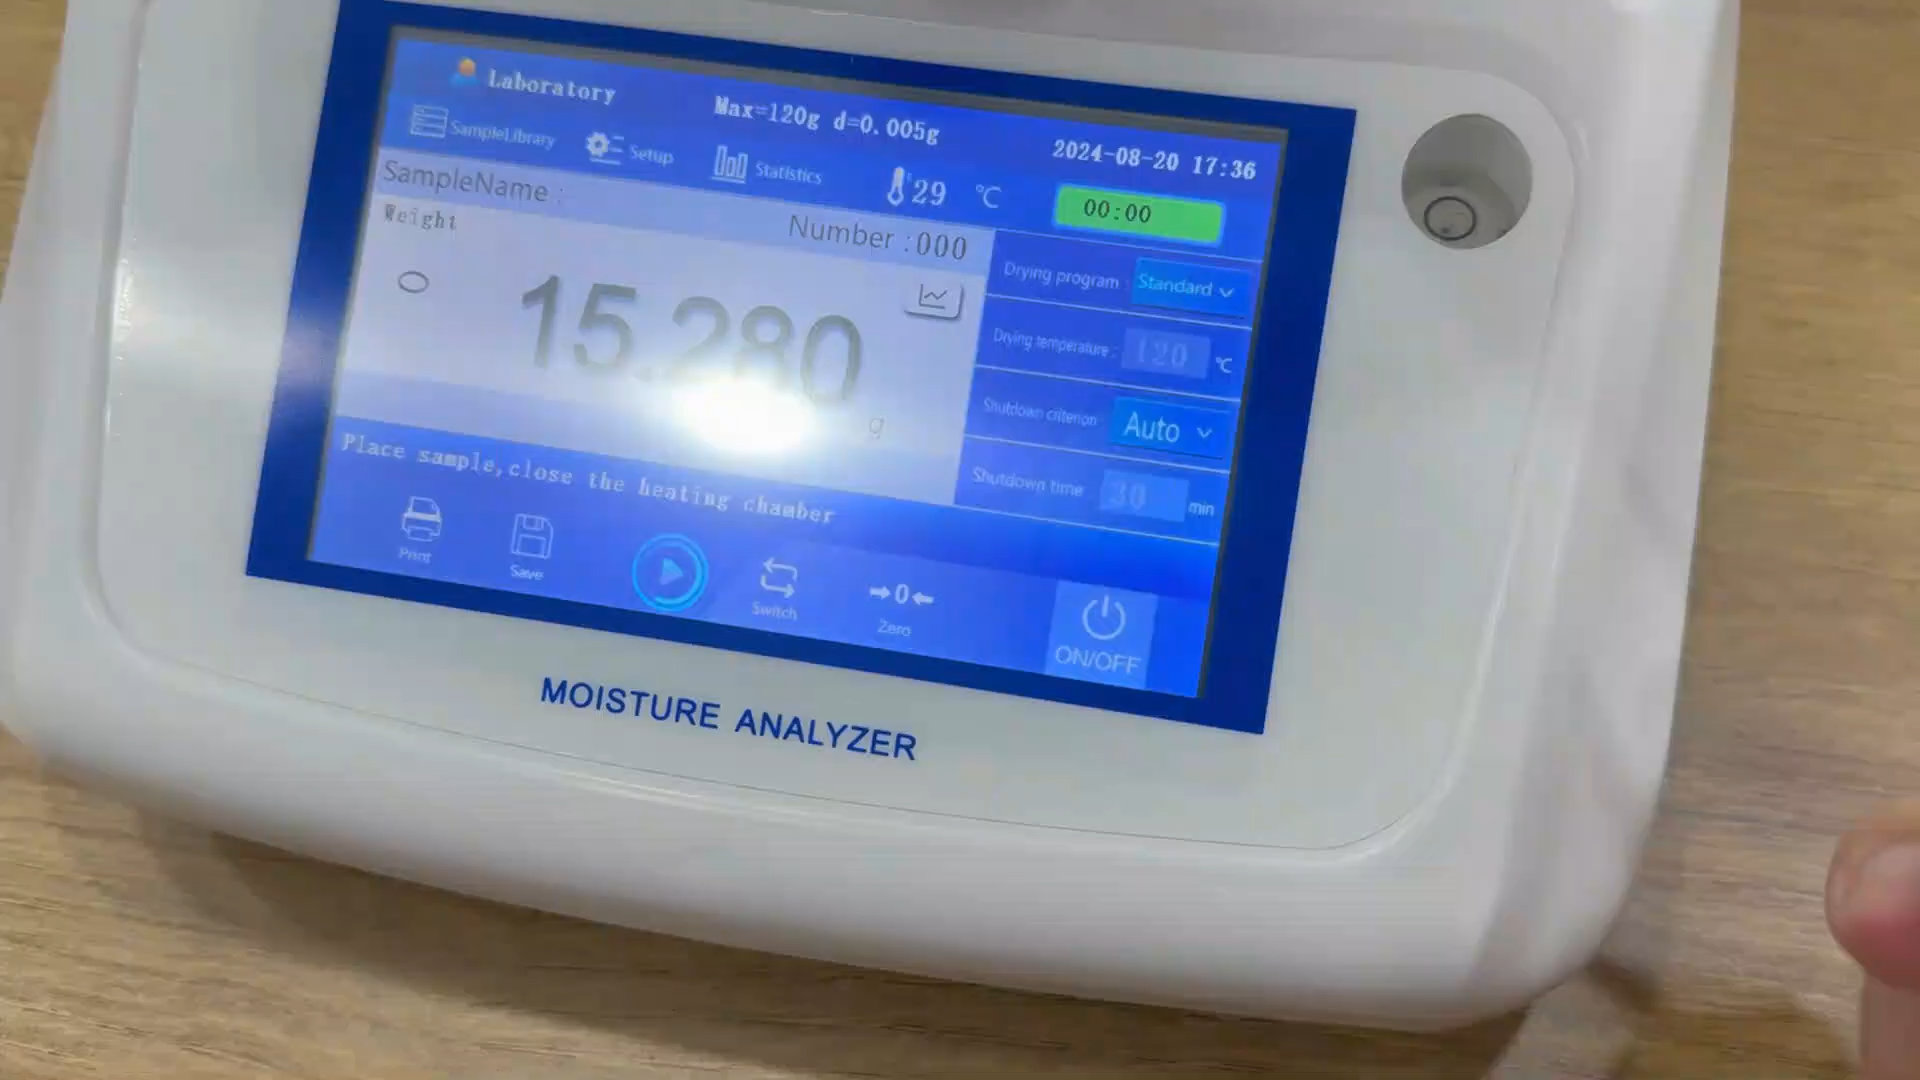 Laboratory
Max=120g d=0.005g
2024-08-20 17:36
SampleLibrary
Setup
Statistics
29 ℃
00:00
SampleName :
Number :000
Weight
15.280
g
Drying program : Standard
Drying temperature : 120 ℃
Shutdown criterion Auto
Shutdown time 30 min
Place sample,close the heating chamber
Print
Save
Switch
→0←
Zero
ON/OFF
MOISTURE ANALYZER